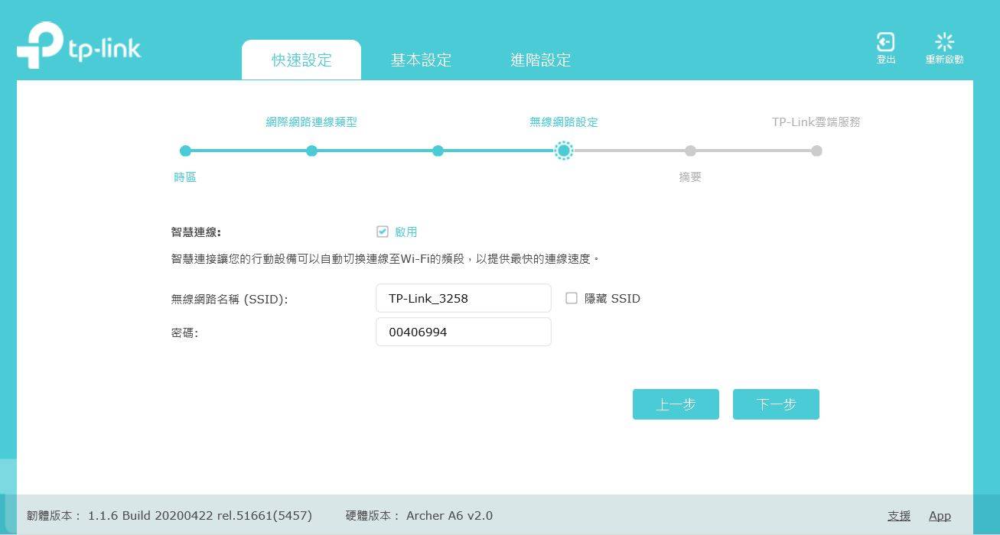 tp-link
快速設定 基本設定 進階設定 登出 重新啟動
網際網路連線類型 無線網路設定 TP-Link雲端服務
時區 摘要
智慧連線: 啟用
智慧連接讓您的行動設備可以自動切換連線至Wi-Fi的頻段，以提供最快的連線速度。
無線網路名稱 (SSID): TP-Link_3258 隱藏 SSID
密碼: 00406994
上一步 下一步
韌體版本： 1.1.6 Build 20200422 rel.51661(5457) 硬體版本： Archer A6 v2.0 支援 App